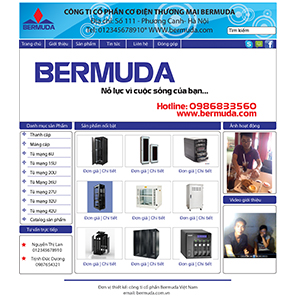 BERMUDA
CÔNG TI CỔ PHẦN CƠ ĐIỆN THƯƠNG MẠI BERMUDA
Địa chỉ: Số 111 - Phương Canh- Hà Nội
Tel: 012345678910* WWW.BERMUDA.COM
Tìm kiếm
Trang chủ Giới thiệu Sản phẩm Tin tức Liên hệ Đóng góp
BERMUDA
Nỗ lực vì cuộc sống của bạn...
Hotline: 0986833560
www.bermuda.com
Danh mục sản Phẩm
Thanh cáp
Máng cáp
Tủ mạng 4U
Tủ mạng 15U
Tủ mạng 20U
Tủ Mạng 26U
Tủ mạng 27U
Tủ mạng 32U
Tủ mạng 42U
Catalog sản phẩm
Tư vấn trực tiếp
Nguyễn Thị Lan
012345678910
Trịnh Đức Dương
0987654321
Sản phẩm nổi bật
Đơn giá | Chi tiết Đơn giá | Chi tiết Đơn giá | Chi tiết
Đơn giá | Chi tiết Đơn giá | Chi tiết Đơn giá | Chi tiết
Đơn giá | Chi tiết Đơn giá | Chi tiết Đơn giá | Chi tiết
Ảnh hoạt động
Video giới thiệu
Đơn vị thiết kế: công ti cổ phần Bermuda Việt Nam
email: bermuda.com.vn